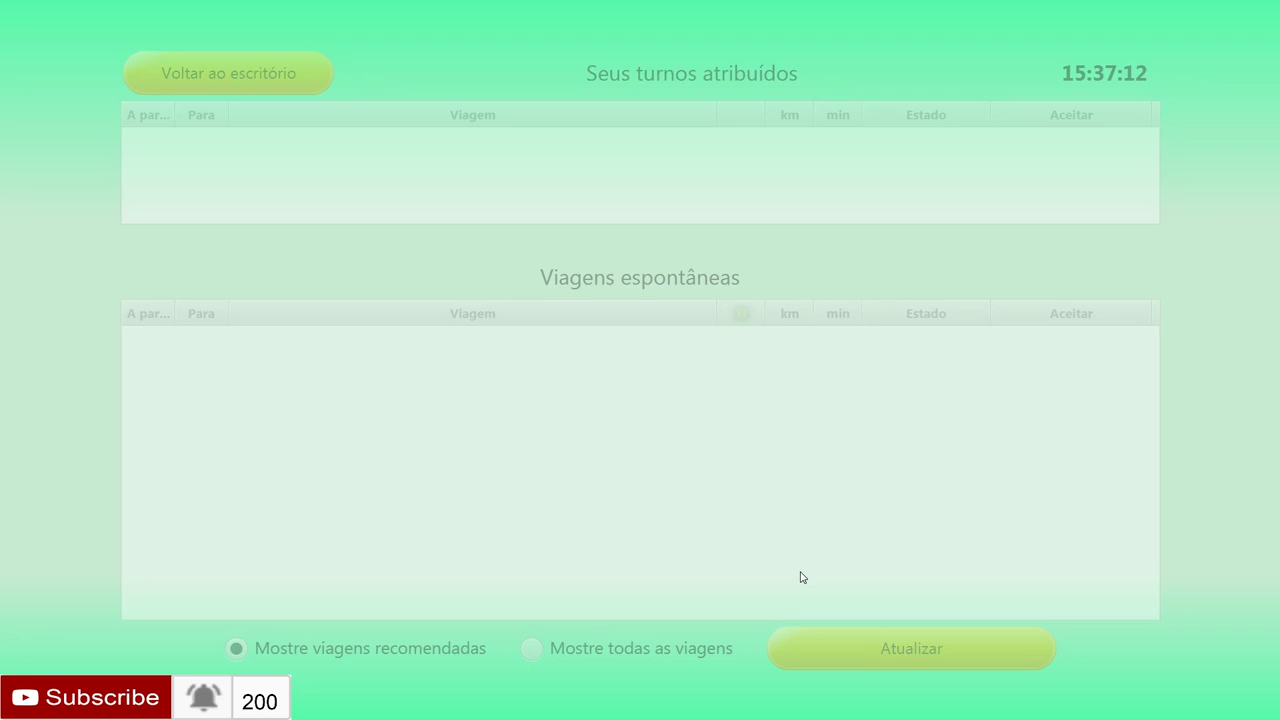 Voltar ao escritório
Seus turnos atribuídos
15:37:12
A par... Para Viagem km min Estado Aceitar
Viagens espontâneas
A par... Para Viagem km min Estado Aceitar
Mostre viagens recomendadas
Mostre todas as viagens
Atualizar
Subscribe
200